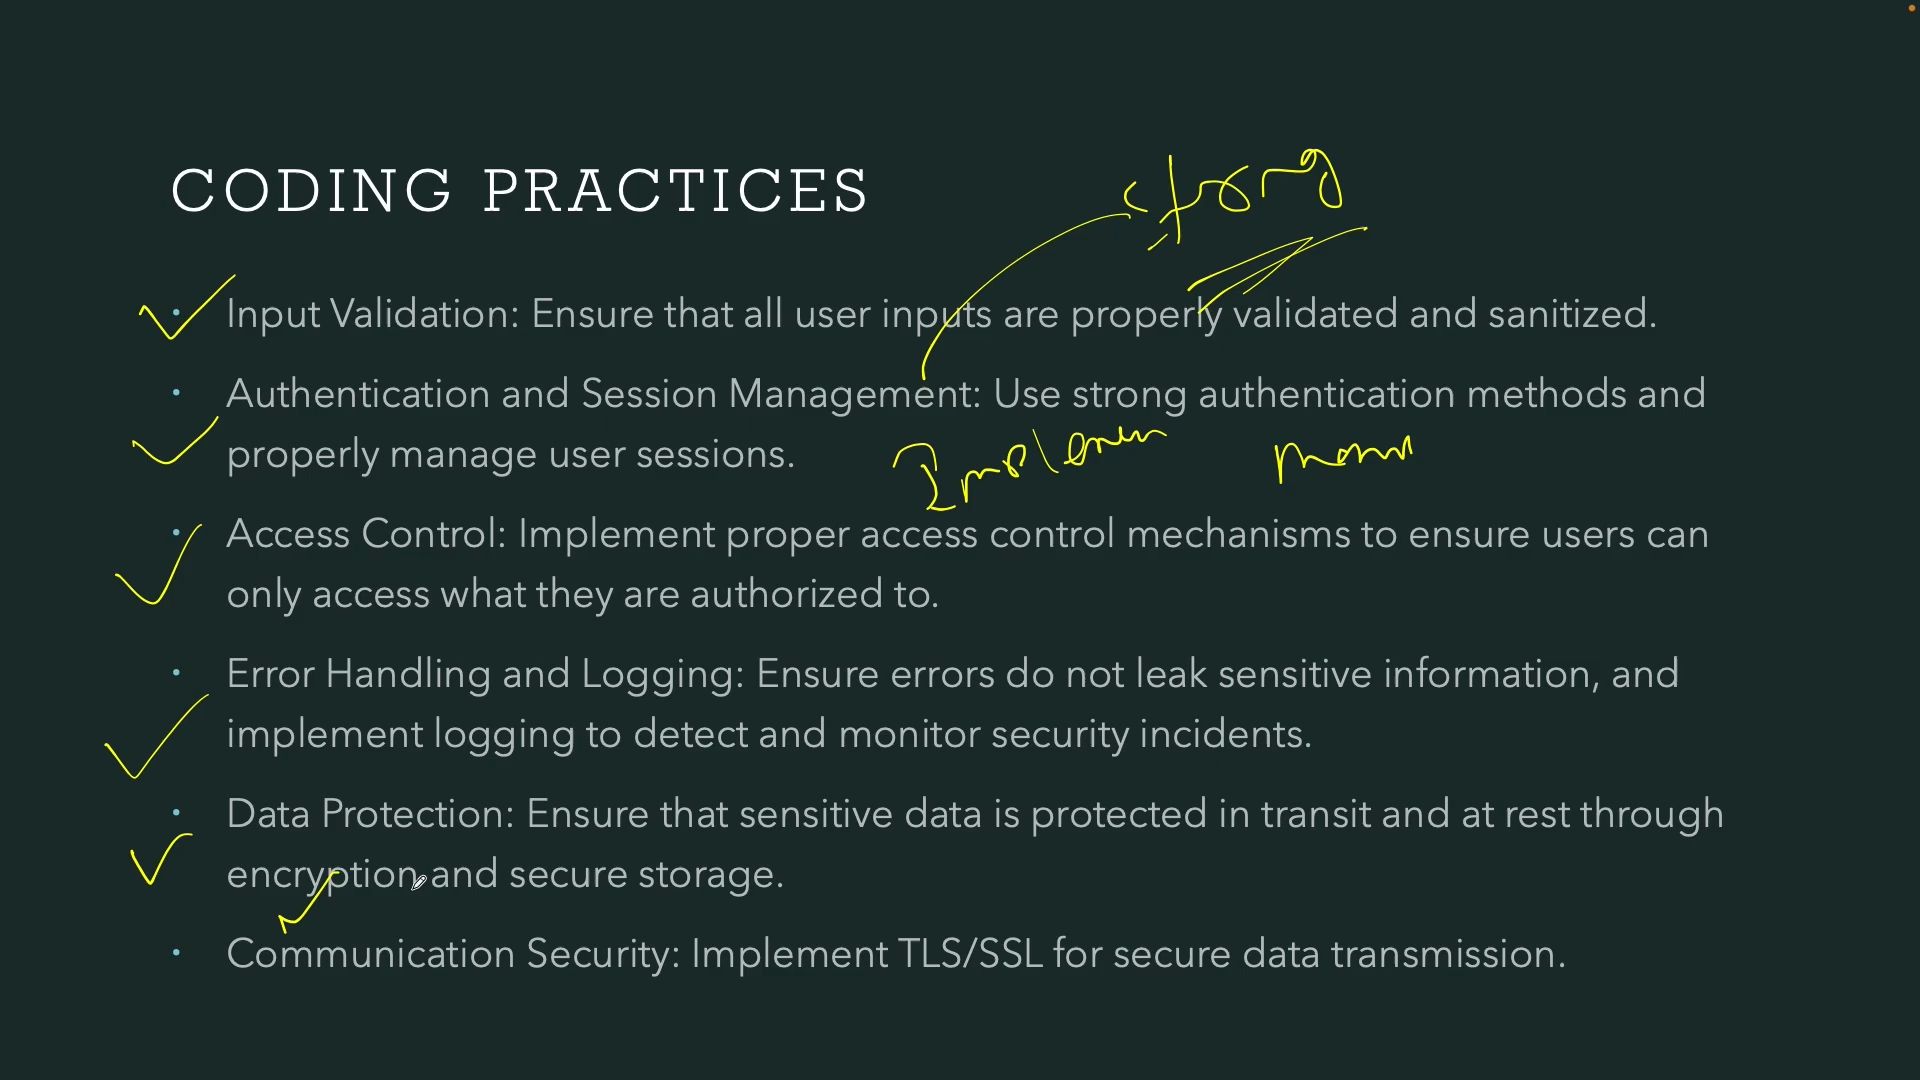 CODING PRACTICES
strong
• Input Validation: Ensure that all user inputs are properly validated and sanitized.
• Authentication and Session Management: Use strong authentication methods and
properly manage user sessions.
• Access Control: Implement proper access control mechanisms to ensure users can
only access what they are authorized to.
• Error Handling and Logging: Ensure errors do not leak sensitive information, and
implement logging to detect and monitor security incidents.
• Data Protection: Ensure that sensitive data is protected in transit and at rest through
encryption and secure storage.
• Communication Security: Implement TLS/SSL for secure data transmission.